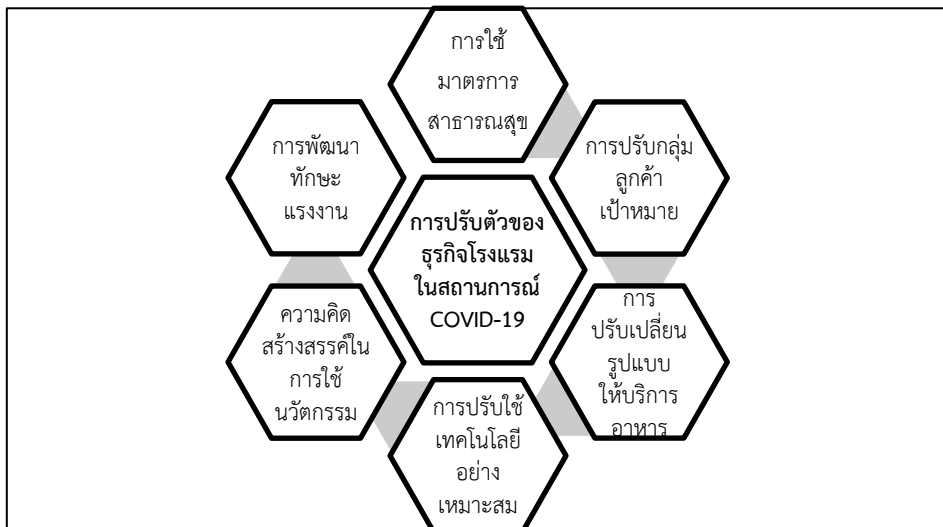 การใช้
มาตรการ
สาธารณสุข
การปรับกลุ่ม
ลูกค้า
เป้าหมาย
การ
ปรับเปลี่ยน
รูปแบบ
ให้บริการ
อาหาร
การปรับใช้
เทคโนโลยี
อย่าง
เหมาะสม
ความคิด
สร้างสรรค์ใน
การใช้
นวัตกรรม
การพัฒนา
ทักษะ
แรงงาน
การปรับตัวของ
ธุรกิจโรงแรม
ในสถานการณ์
COVID-19